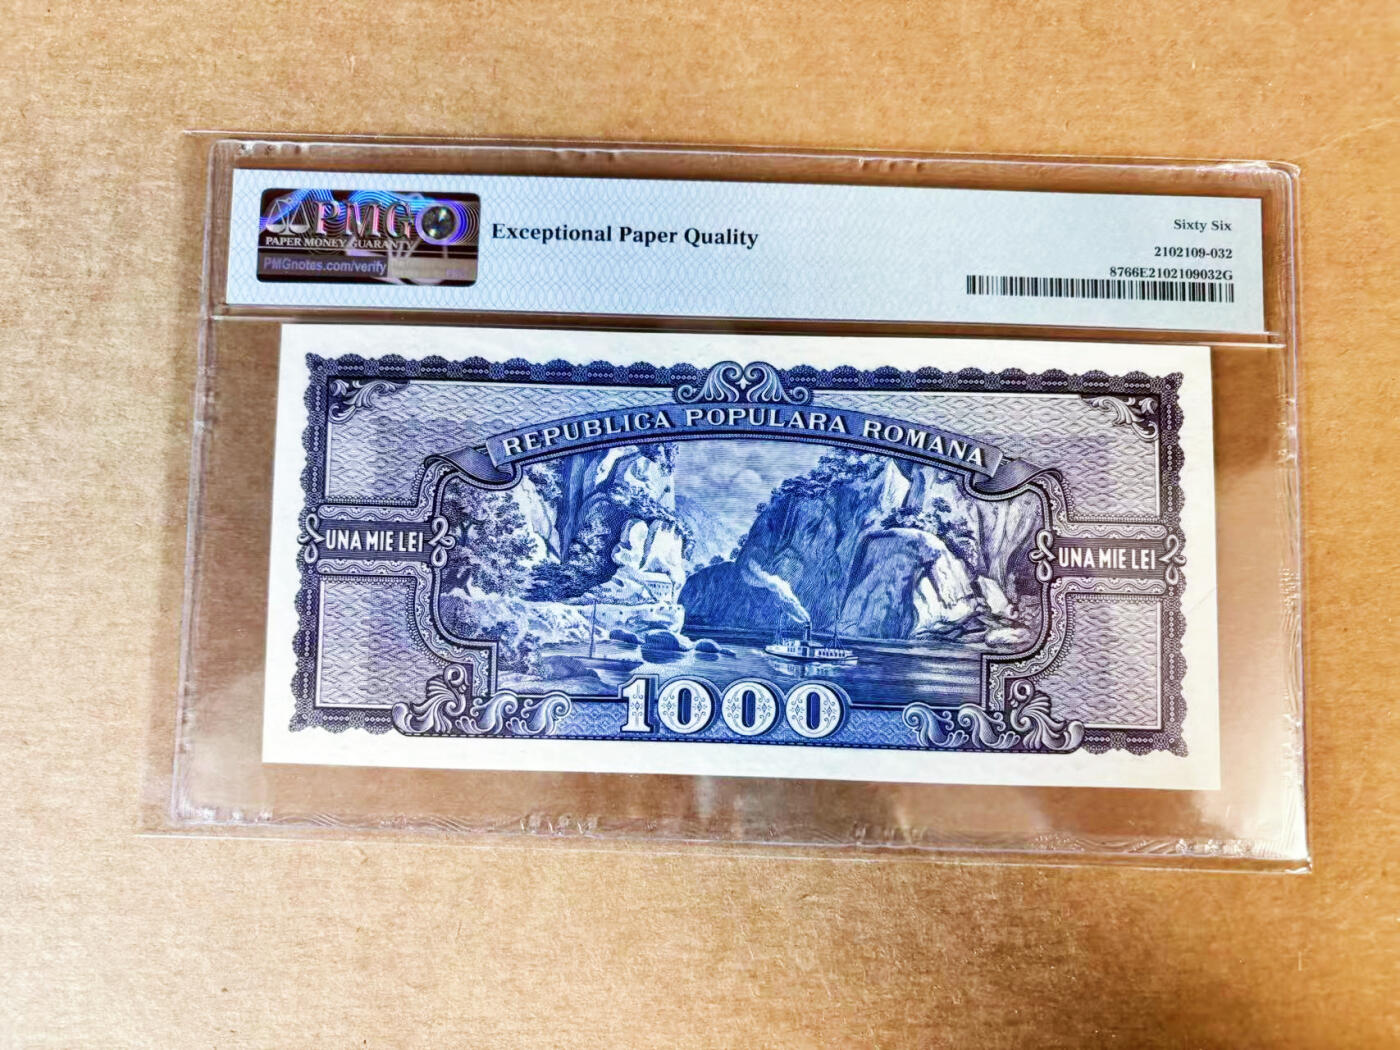 PMG
PAPER MONEY GUARANTY
PMGnotes.com/verify
Exceptional Paper Quality
Sixty Six
2102109-032
8766E2102109032G
REPUBLICA POPULARA ROMANA
UNA MIE LEI
UNA MIE LEI
1000